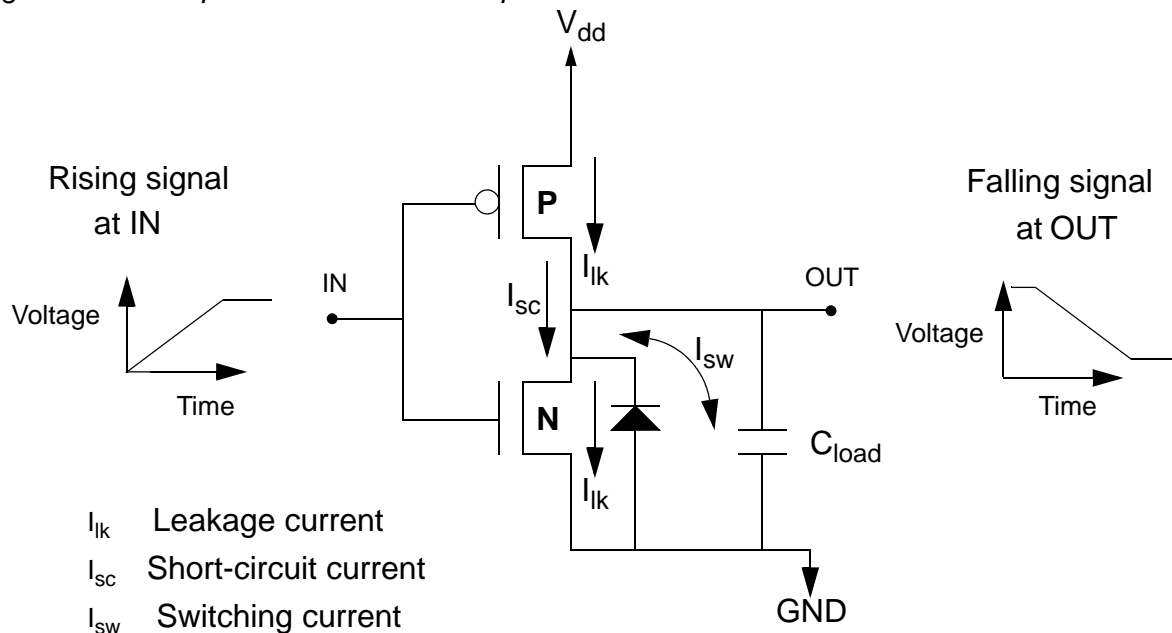 Vdd
Rising signal
at IN
Voltage
Time
IN
P
Ilk
Isc
OUT
Isw
N
Ilk
Cload
GND
Falling signal
at OUT
Voltage
Time
Ilk Leakage current
Isc Short-circuit current
Isw Switching current